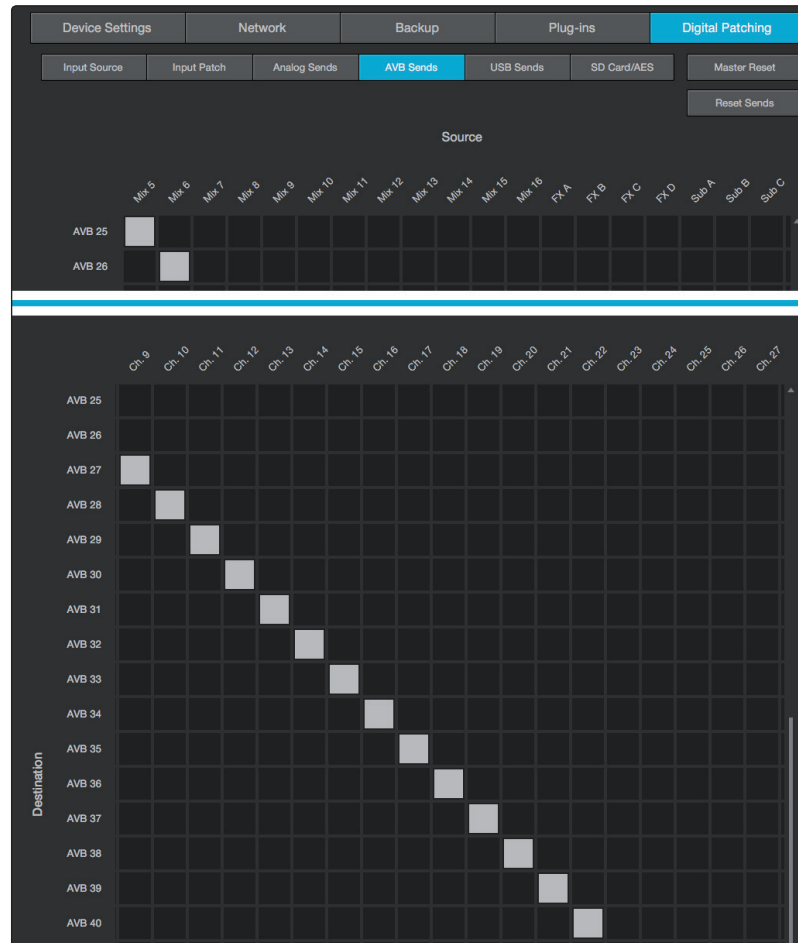 Device Settings Network Backup Plug-ins Digital Patching
Input Source Input Patch Analog Sends AVB Sends USB Sends SD Card/AES Master Reset
Reset Sends
Source
Mix 5 Mix 6 Mix 7 Mix 8 Mix 9 Mix 10 Mix 11 Mix 12 Mix 13 Mix 14 Mix 15 Mix 16 FX A FX B FX C FX D Sub A Sub B Sub C
AVB 25
AVB 26
Ch. 9 Ch. 10 Ch. 11 Ch. 12 Ch. 13 Ch. 14 Ch. 15 Ch. 16 Ch. 17 Ch. 18 Ch. 19 Ch. 20 Ch. 21 Ch. 22 Ch. 23 Ch. 24 Ch. 25 Ch. 26 Ch. 27
AVB 25
AVB 26
AVB 27
AVB 28
AVB 29
AVB 30
AVB 31
AVB 32
AVB 33
AVB 34
AVB 35
AVB 36
AVB 37
AVB 38
AVB 39
AVB 40
Destination